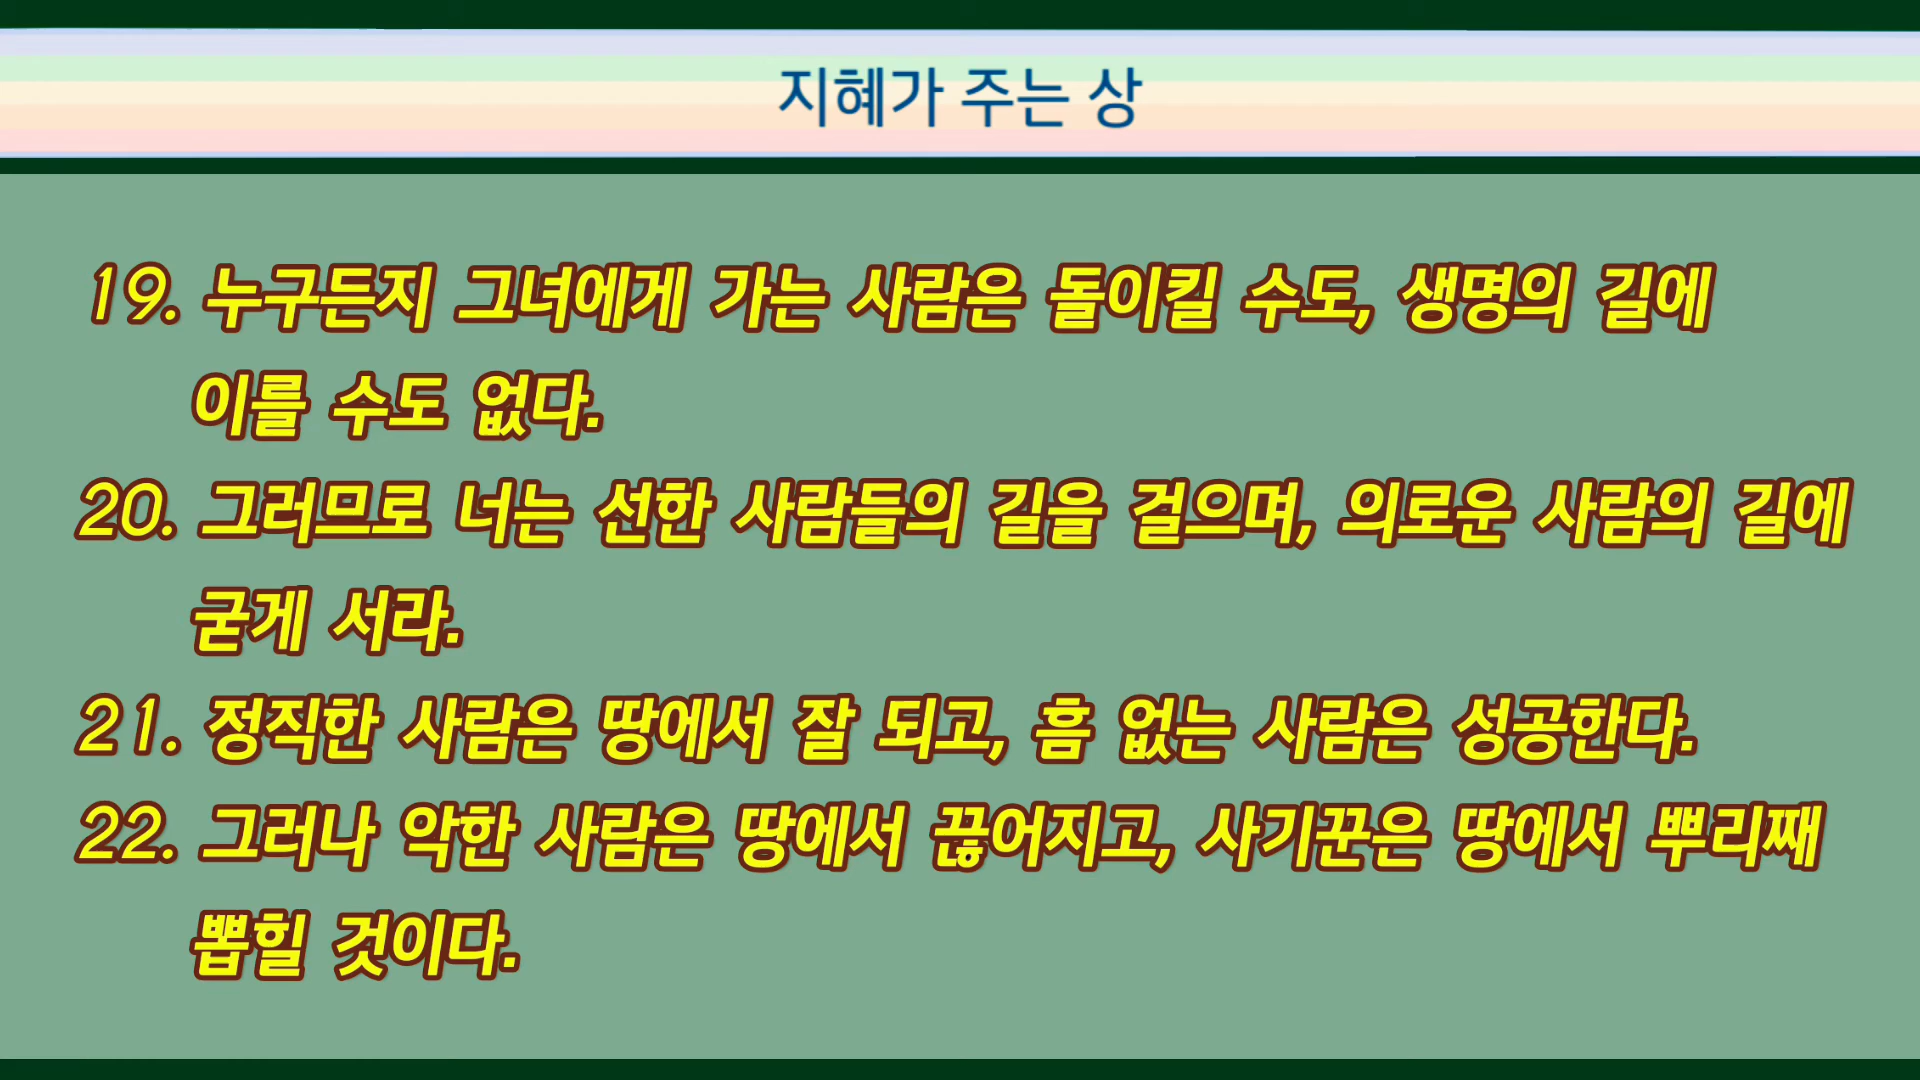 지혜가 주는 상
19. 누구든지 그녀에게 가는 사람은 돌이킬 수도, 생명의 길에
이를 수도 없다.
20. 그러므로 너는 선한 사람들의 길을 걸으며, 의로운 사람의 길에
굳게 서라.
21. 정직한 사람은 땅에서 잘 되고, 흠 없는 사람은 성공한다.
22. 그러나 악한 사람은 땅에서 끊어지고, 사기꾼은 땅에서 뿌리째
뽑힐 것이다.